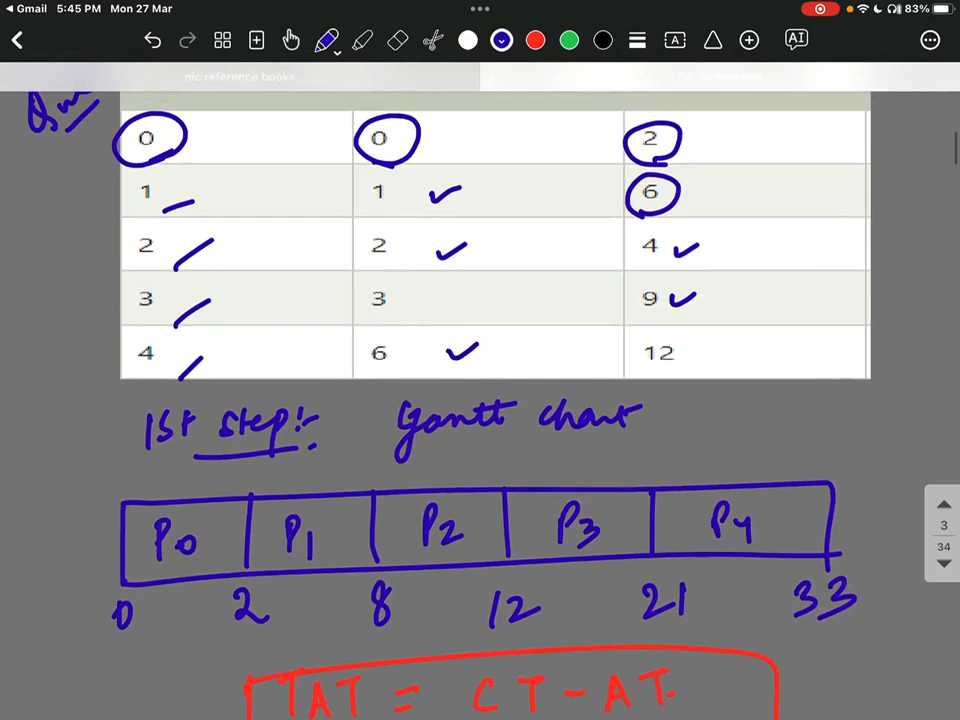 Gmail 5:45 PM Mon 27 Mar 83%
A AI
nic reference books
0 0 2
1 1 6
2 2 4
3 3 9
4 6 12
1st step:- Gantt chart
P0 P1 P2 P3 P4
0 2 8 12 21 33
TAT = CT - AT
3
34